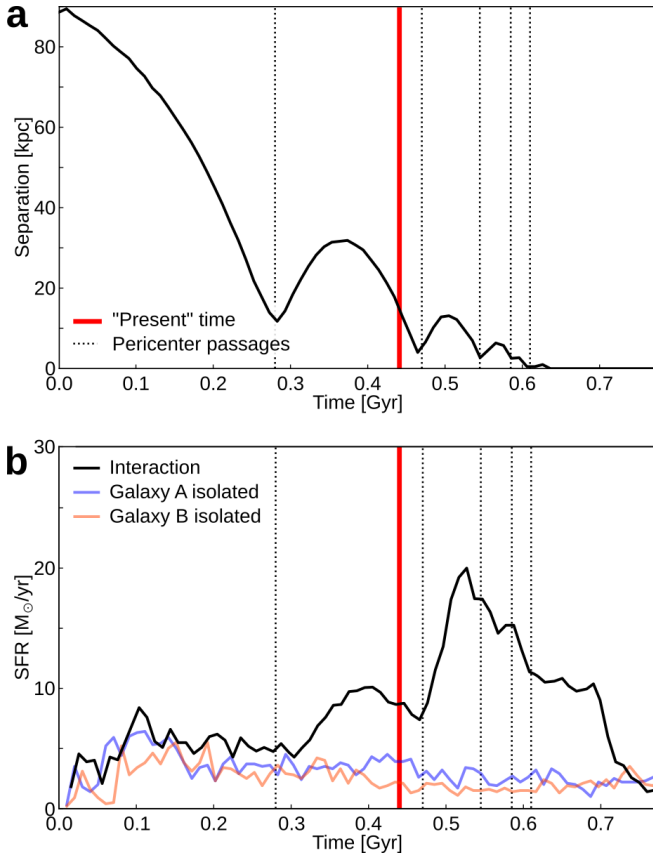 a
Separation [kpc]
80
60
40
20
0
"Present" time
Pericenter passages
0.0 0.1 0.2 0.3 0.4 0.5 0.6 0.7
Time [Gyr]
b
SFR [M⊙/yr]
30
20
10
0
Interaction
Galaxy A isolated
Galaxy B isolated
0.0 0.1 0.2 0.3 0.4 0.5 0.6 0.7
Time [Gyr]